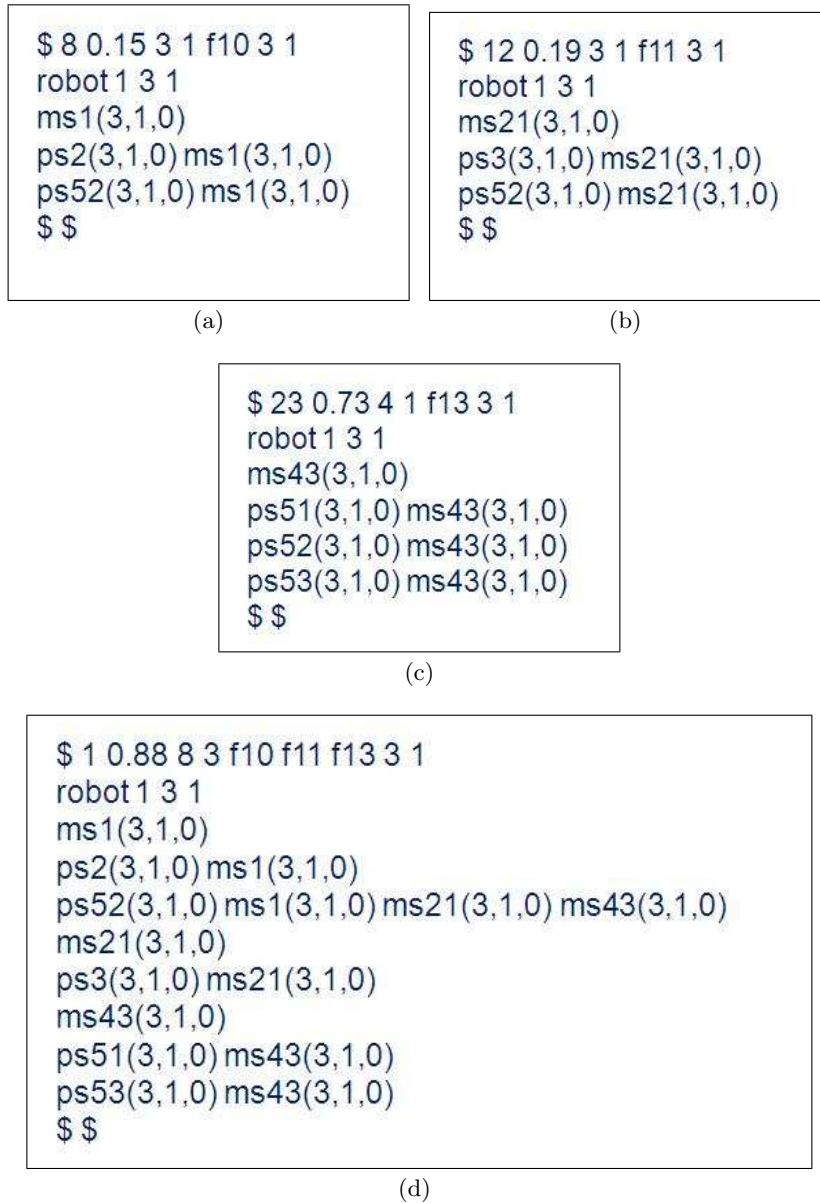 $ 8 0.15 3 1 f10 3 1
robot 1 3 1
ms1(3,1,0)
ps2(3,1,0) ms1(3,1,0)
ps52(3,1,0) ms1(3,1,0)
$ $
(a)
$ 12 0.19 3 1 f11 3 1
robot 1 3 1
ms21(3,1,0)
ps3(3,1,0) ms21(3,1,0)
ps52(3,1,0) ms21(3,1,0)
$ $
(b)
$ 23 0.73 4 1 f13 3 1
robot 1 3 1
ms43(3,1,0)
ps51(3,1,0) ms43(3,1,0)
ps52(3,1,0) ms43(3,1,0)
ps53(3,1,0) ms43(3,1,0)
$ $
(c)
$ 1 0.88 8 3 f10 f11 f13 3 1
robot 1 3 1
ms1(3,1,0)
ps2(3,1,0) ms1(3,1,0)
ps52(3,1,0) ms1(3,1,0) ms21(3,1,0) ms43(3,1,0)
ms21(3,1,0)
ps3(3,1,0) ms21(3,1,0)
ms43(3,1,0)
ps51(3,1,0) ms43(3,1,0)
ps53(3,1,0) ms43(3,1,0)
$ $
(d)